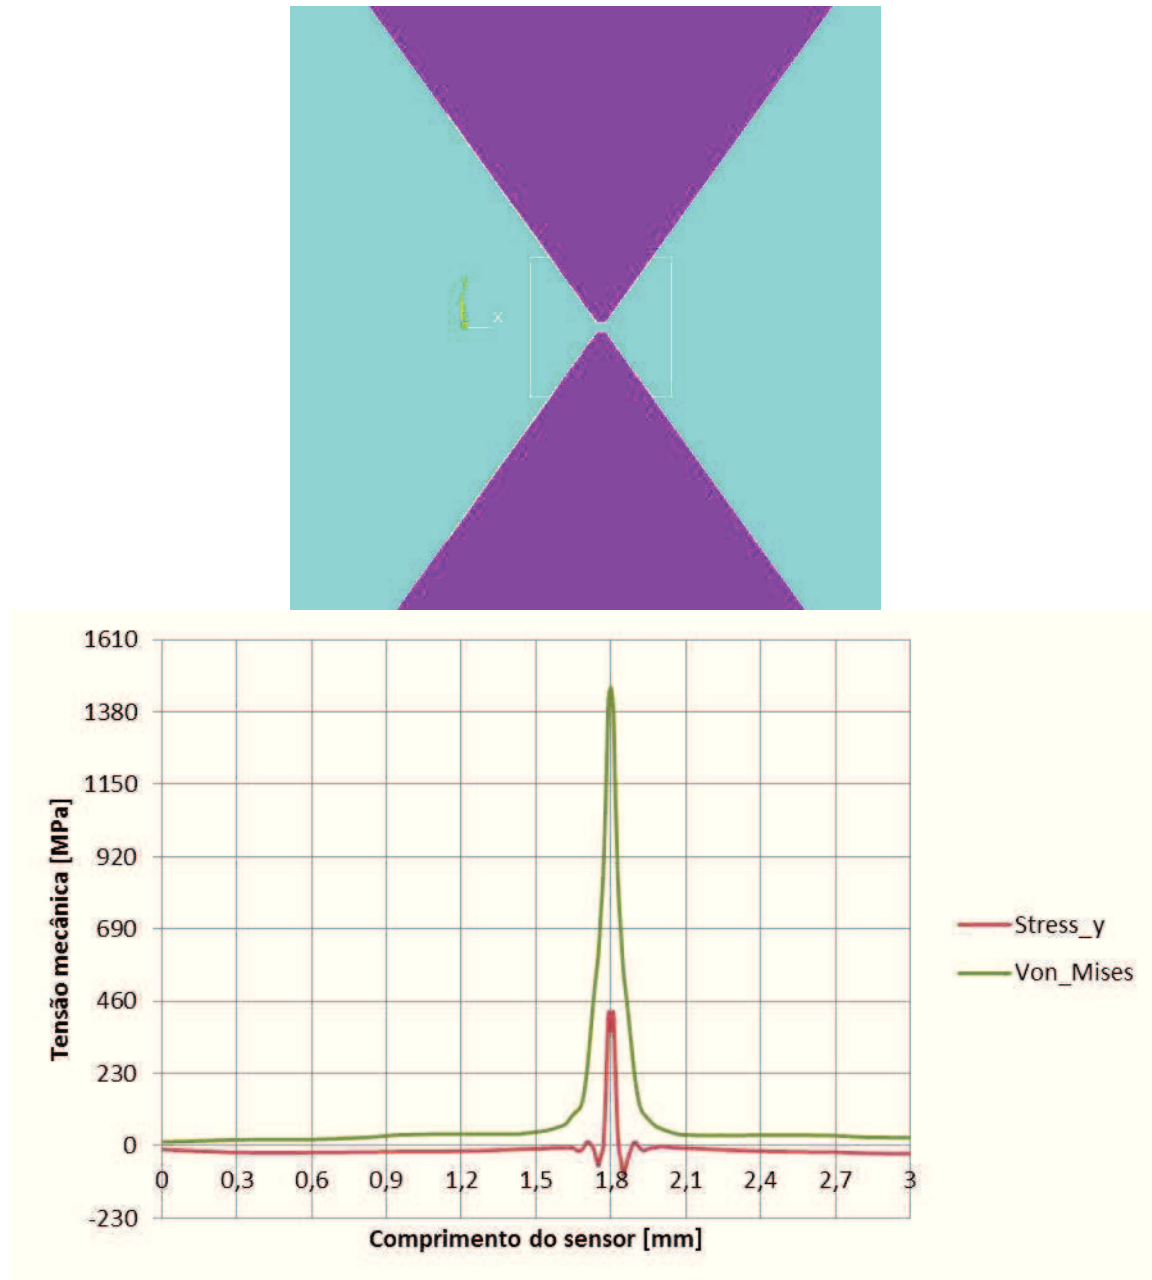 X
1610
1380
1150
920
690
460
230
0
-230
Tensão mecânica [MPa]
0 0,3 0,6 0,9 1,2 1,5 1,8 2,1 2,4 2,7 3
Comprimento do sensor [mm]
Stress_y
Von_Mises